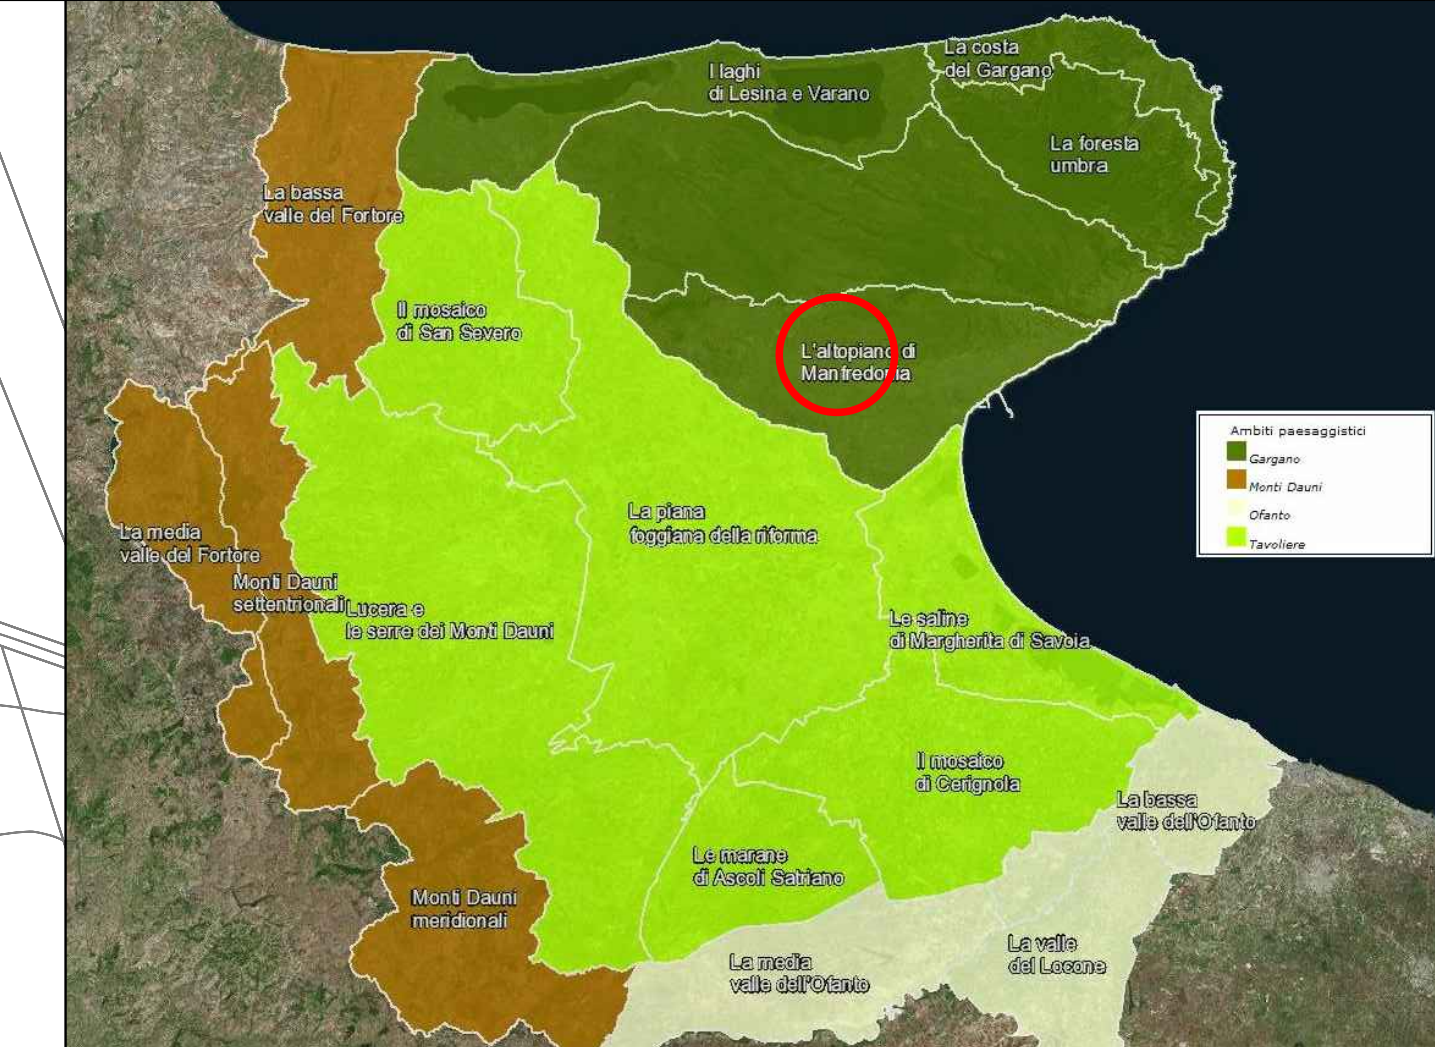 La costa
del Gargano
I laghi
di Lesina e Varano
La foresta
umbra
La bassa
valle del Fortore
Il mosaico
di San Severo
L'altopiano di
Manfredonia
Ambiti paesaggistici
Gargano
Monti Dauni
Ofanto
Tavoliere
La piana
foggiana della riforma
La media
valle del Fortore
Monti Dauni
settentrionali
Lucera e
le serre dei Monti Dauni
Le saline
di Margherita di Savoia
Il mosaico
di Cerignola
La bassa
valle dell'Ofanto
Le marane
di Ascoli Satriano
Monti Dauni
meridionali
La valle
del Locone
La media
valle dell'Ofanto